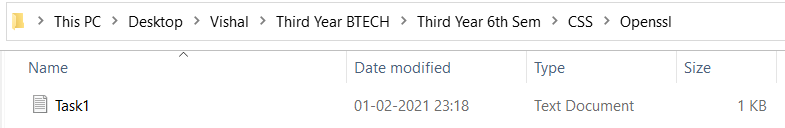 This PC > Desktop > Vishal > Third Year BTECH > Third Year 6th Sem > CSS > Openssl
Name Date modified Type Size
Task1 01-02-2021 23:18 Text Document 1 KB